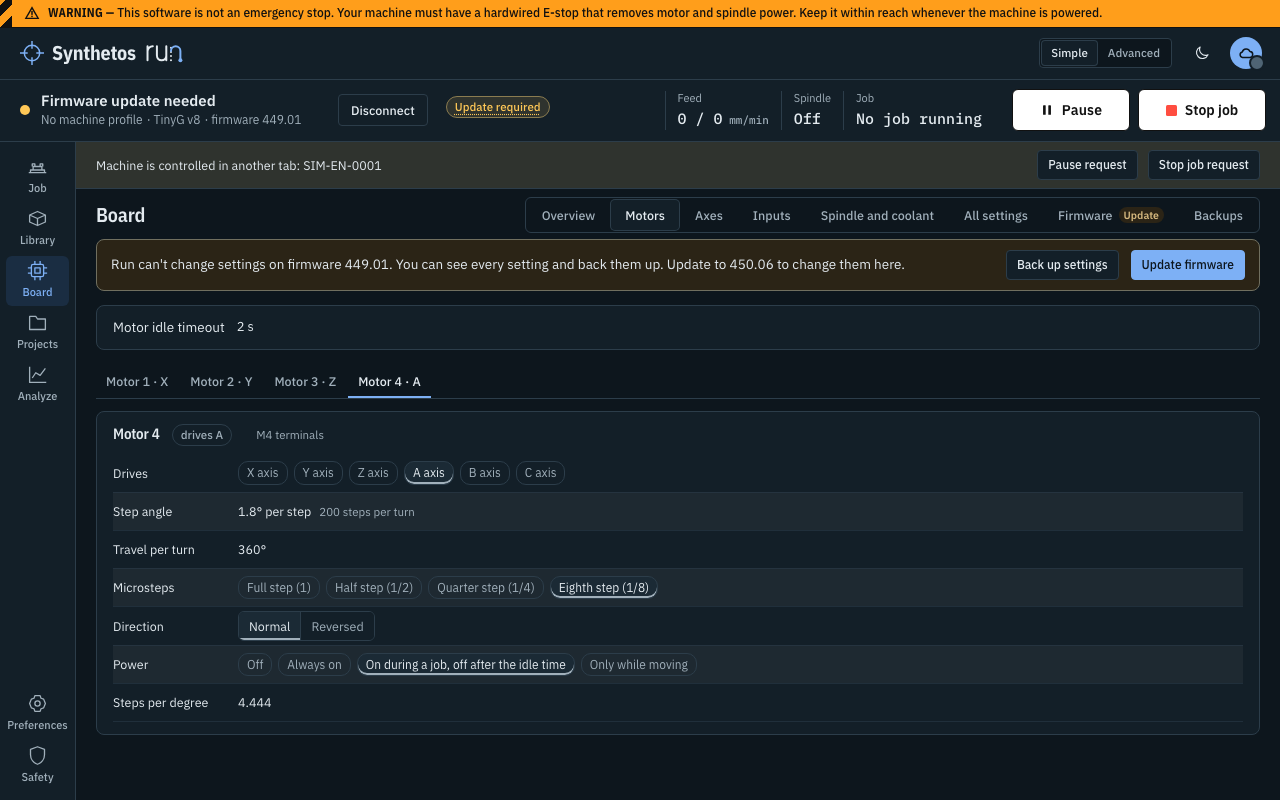 WARNING — This software is not an emergency stop. Your machine must have a hardwired E-stop that removes motor and spindle power. Keep it within reach whenever the machine is powered.
Synthetos run
Simple Advanced
Firmware update needed
No machine profile · TinyG v8 · firmware 449.01
Disconnect
Update required
Feed
0 / 0 mm/min
Spindle
Off
Job
No job running
Pause
Stop job
Machine is controlled in another tab: SIM-EN-0001
Pause request
Stop job request
Job
Library
Board
Projects
Analyze
Preferences
Safety
Board
Overview Motors Axes Inputs Spindle and coolant All settings Firmware Update Backups
Run can't change settings on firmware 449.01. You can see every setting and back them up. Update to 450.06 to change them here.
Back up settings
Update firmware
Motor idle timeout 2 s
Motor 1 · X Motor 2 · Y Motor 3 · Z Motor 4 · A
Motor 4 drives A M4 terminals
Drives X axis Y axis Z axis A axis B axis C axis
Step angle 1.8° per step 200 steps per turn
Travel per turn 360°
Microsteps Full step (1) Half step (1/2) Quarter step (1/4) Eighth step (1/8)
Direction Normal Reversed
Power Off Always on On during a job, off after the idle time Only while moving
Steps per degree 4.444